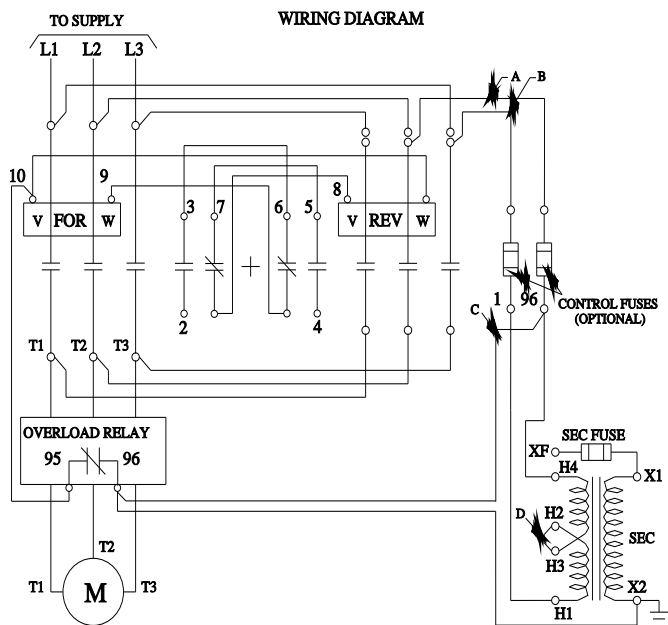 WIRING DIAGRAM
TO SUPPLY
L1 L2 L3
A B
10 9 8
3 7 6 5
V FOR W
V REV W
1 96
CONTROL FUSES
(OPTIONAL)
C
2 4
T1 T2 T3
OVERLOAD RELAY
95 96
SEC FUSE
XF
H4 X1
D H2
SEC
H3
T2
T1 M T3
X2
H1